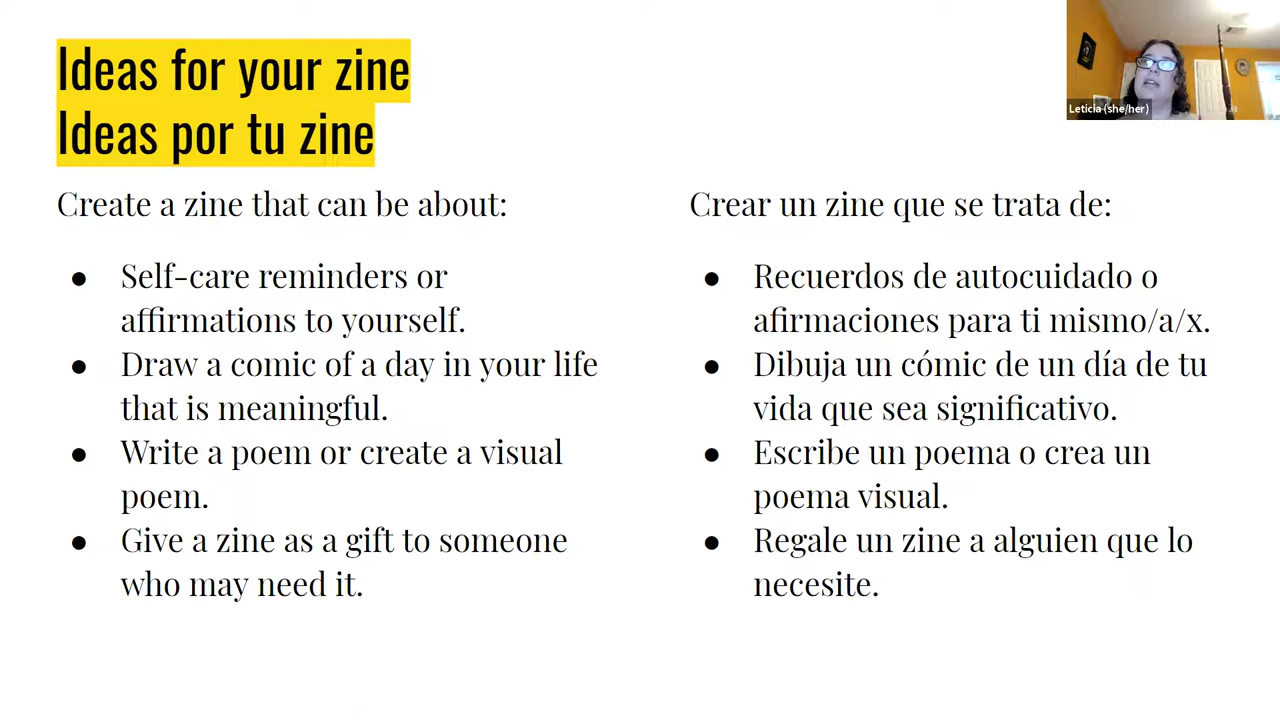 Ideas for your zine
Ideas por tu zine
Leticia (she/her)
Create a zine that can be about:
● Self-care reminders or
affirmations to yourself.
● Draw a comic of a day in your life
that is meaningful.
● Write a poem or create a visual
poem.
● Give a zine as a gift to someone
who may need it.
Crear un zine que se trata de:
● Recuerdos de autocuidado o
afirmaciones para ti mismo/a/x.
● Dibuja un cómic de un día de tu
vida que sea significativo.
● Escribe un poema o crea un
poema visual.
● Regale un zine a alguien que lo
necesite.